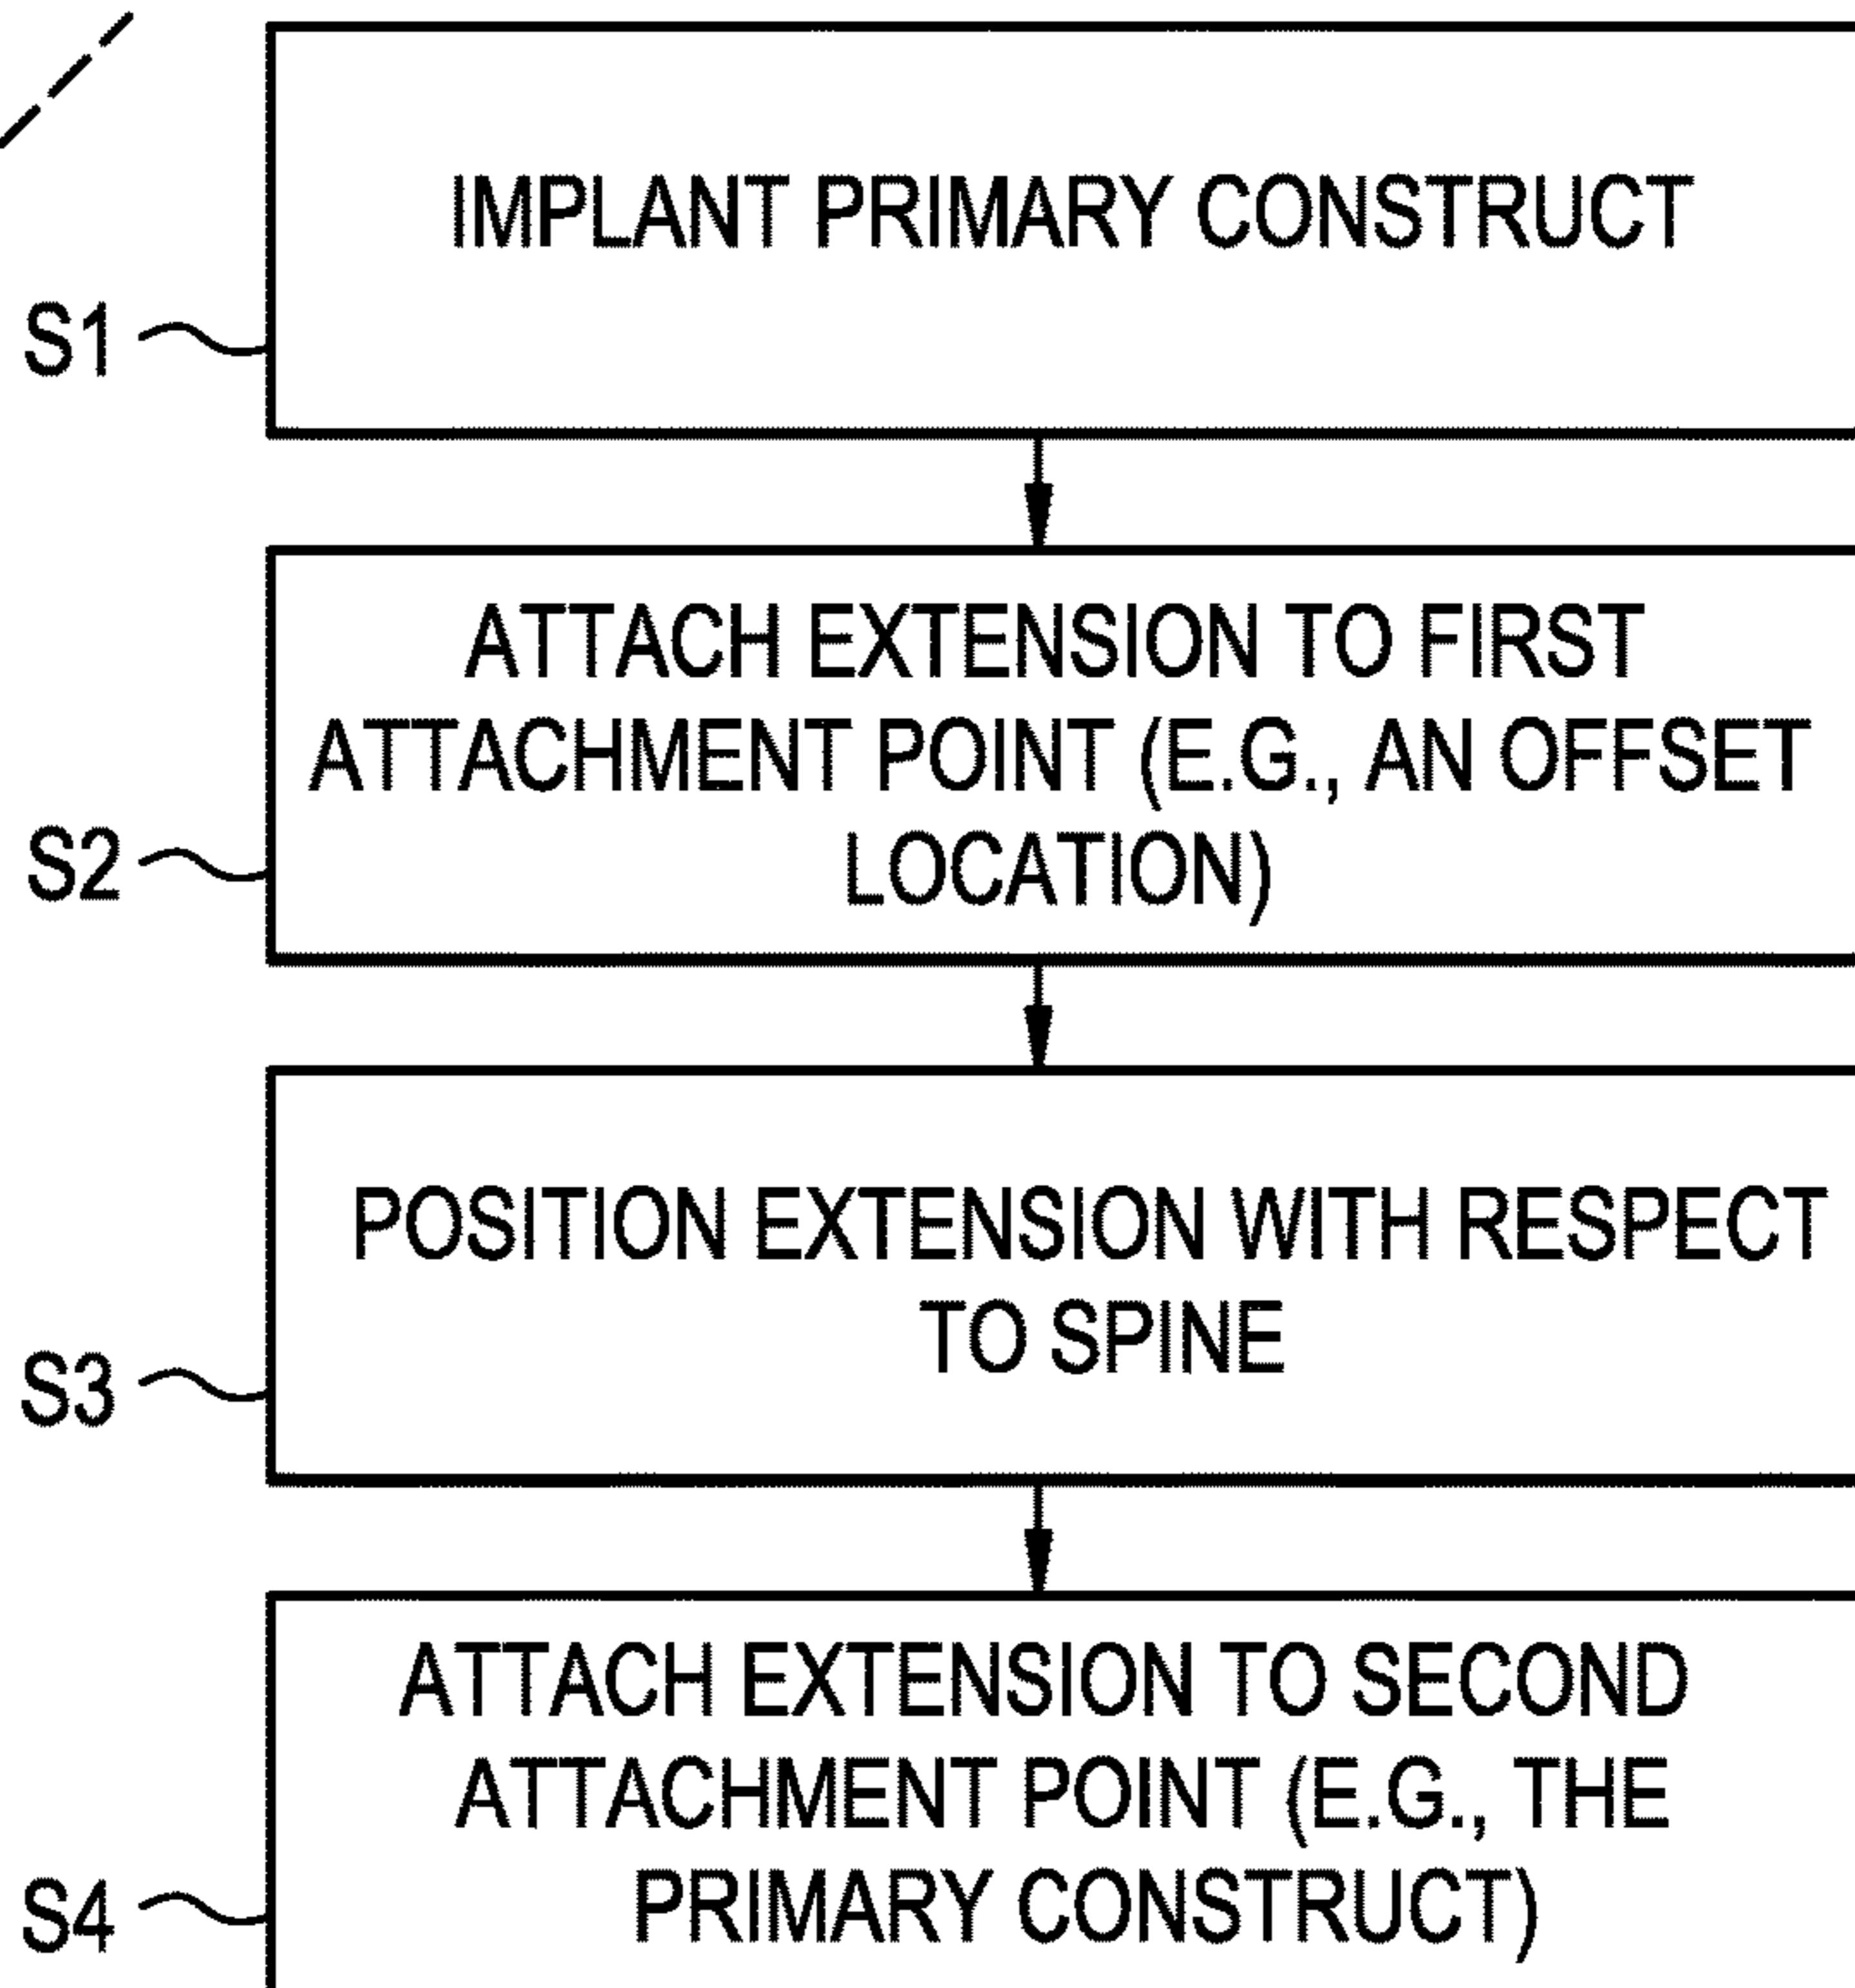 IMPLANT PRIMARY CONSTRUCT
S1
ATTACH EXTENSION TO FIRST
ATTACHMENT POINT (E.G., AN OFFSET
LOCATION)
S2
POSITION EXTENSION WITH RESPECT
TO SPINE
S3
ATTACH EXTENSION TO SECOND
ATTACHMENT POINT (E.G., THE
PRIMARY CONSTRUCT)
S4